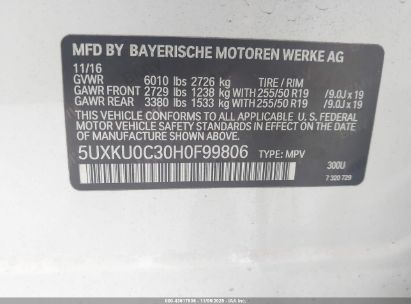 MFD BY BAYERISCHE MOTOREN WERKE AG
11/16
GVWR 6010 lbs 2726 kg TIRE / RIM
GAWR FRONT 2729 lbs 1238 kg WITH 255/50 R19 /9.0J x 19
GAWR REAR 3380 lbs 1533 kg WITH 255/50 R19 /9.0J x 19
THIS VEHICLE CONFORMS TO ALL APPLICABLE U.S. FEDERAL
MOTOR VEHICLE SAFETY STANDARDS IN EFFECT ON THE DATE
OF MANUFACTURE SHOWN ABOVE.
5UXKU0C30H0F99806 TYPE: MPV
300U
7 320 729